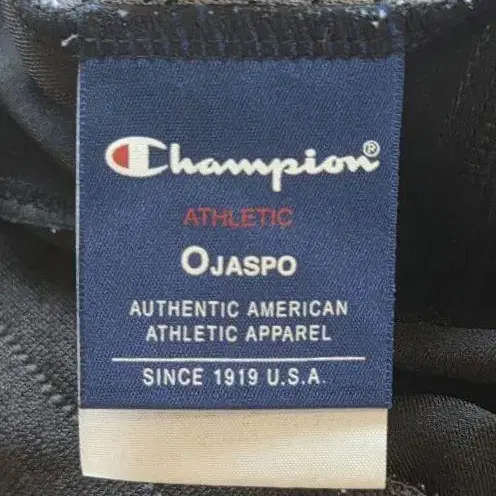 Champion®
ATHLETIC
OJASPO
AUTHENTIC AMERICAN
ATHLETIC APPAREL
SINCE 1919 U.S.A.